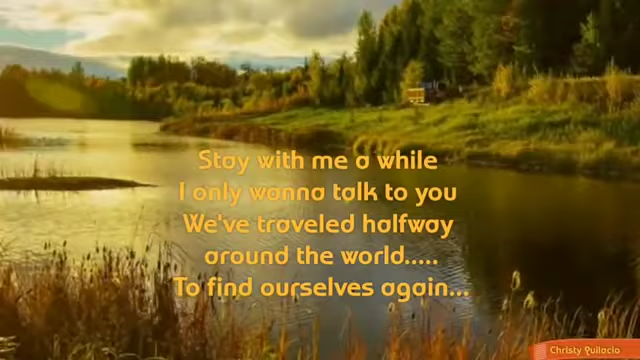 Stay with me a while
I only wanna talk to you
We've traveled halfway
around the world.....
To find ourselves again...
Christy Quilacio